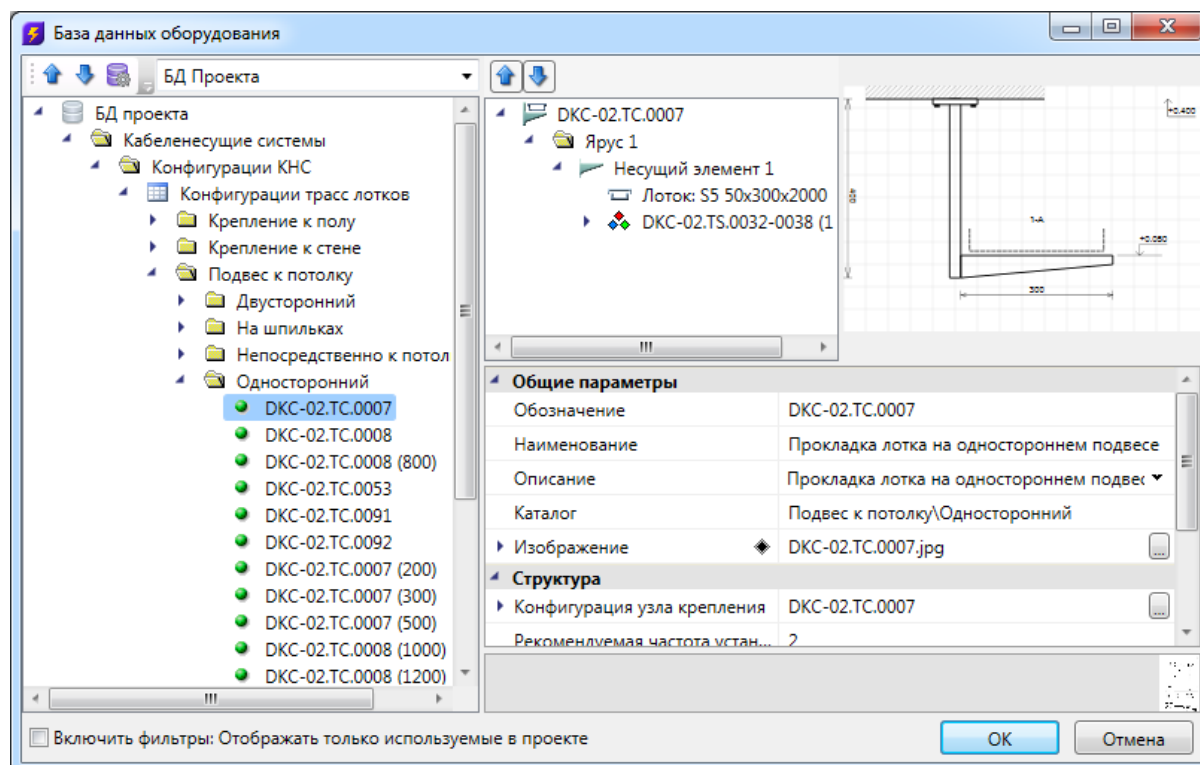 База данных оборудования
БД Проекта
БД проекта
Кабеленесущие системы
Конфигурации КНС
Конфигурации трасс лотков
Крепление к полу
Крепление к стене
Подвес к потолку
Двусторонний
На шпильках
Непосредственно к потол
Односторонний
DKC-02.TC.0007
DKC-02.TC.0008
DKC-02.TC.0008 (800)
DKC-02.TC.0053
DKC-02.TC.0091
DKC-02.TC.0092
DKC-02.TC.0007 (200)
DKC-02.TC.0007 (300)
DKC-02.TC.0007 (500)
DKC-02.TC.0008 (1000)
DKC-02.TC.0008 (1200)
DKC-02.TC.0007
Ярус 1
Несущий элемент 1
Лоток: S5 50x300x2000
DKC-02.TS.0032-0038 (1
+0.400
400
1-A
+0.050
300
Общие параметры
Обозначение DKC-02.TC.0007
Наименование Прокладка лотка на одностороннем подвесе
Описание Прокладка лотка на одностороннем подвес
Каталог Подвес к потолку\Односторонний
Изображение DKC-02.TC.0007.jpg
...
Структура
Конфигурация узла крепления DKC-02.TC.0007
...
Рекомендуемая частота устан... 2
Включить фильтры: Отображать только используемые в проекте
OK
Отмена